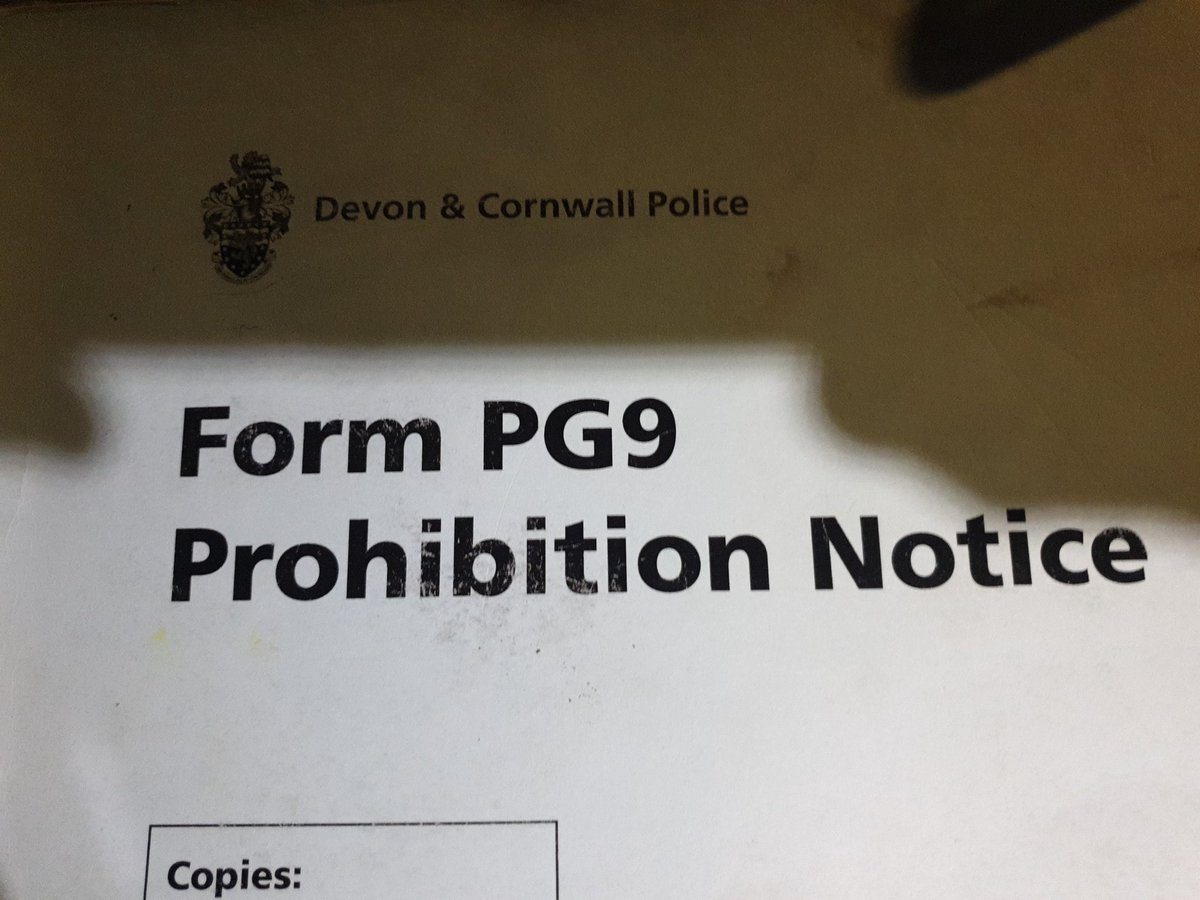 Devon & Cornwall Police
Form PG9
Prohibition Notice
Copies: